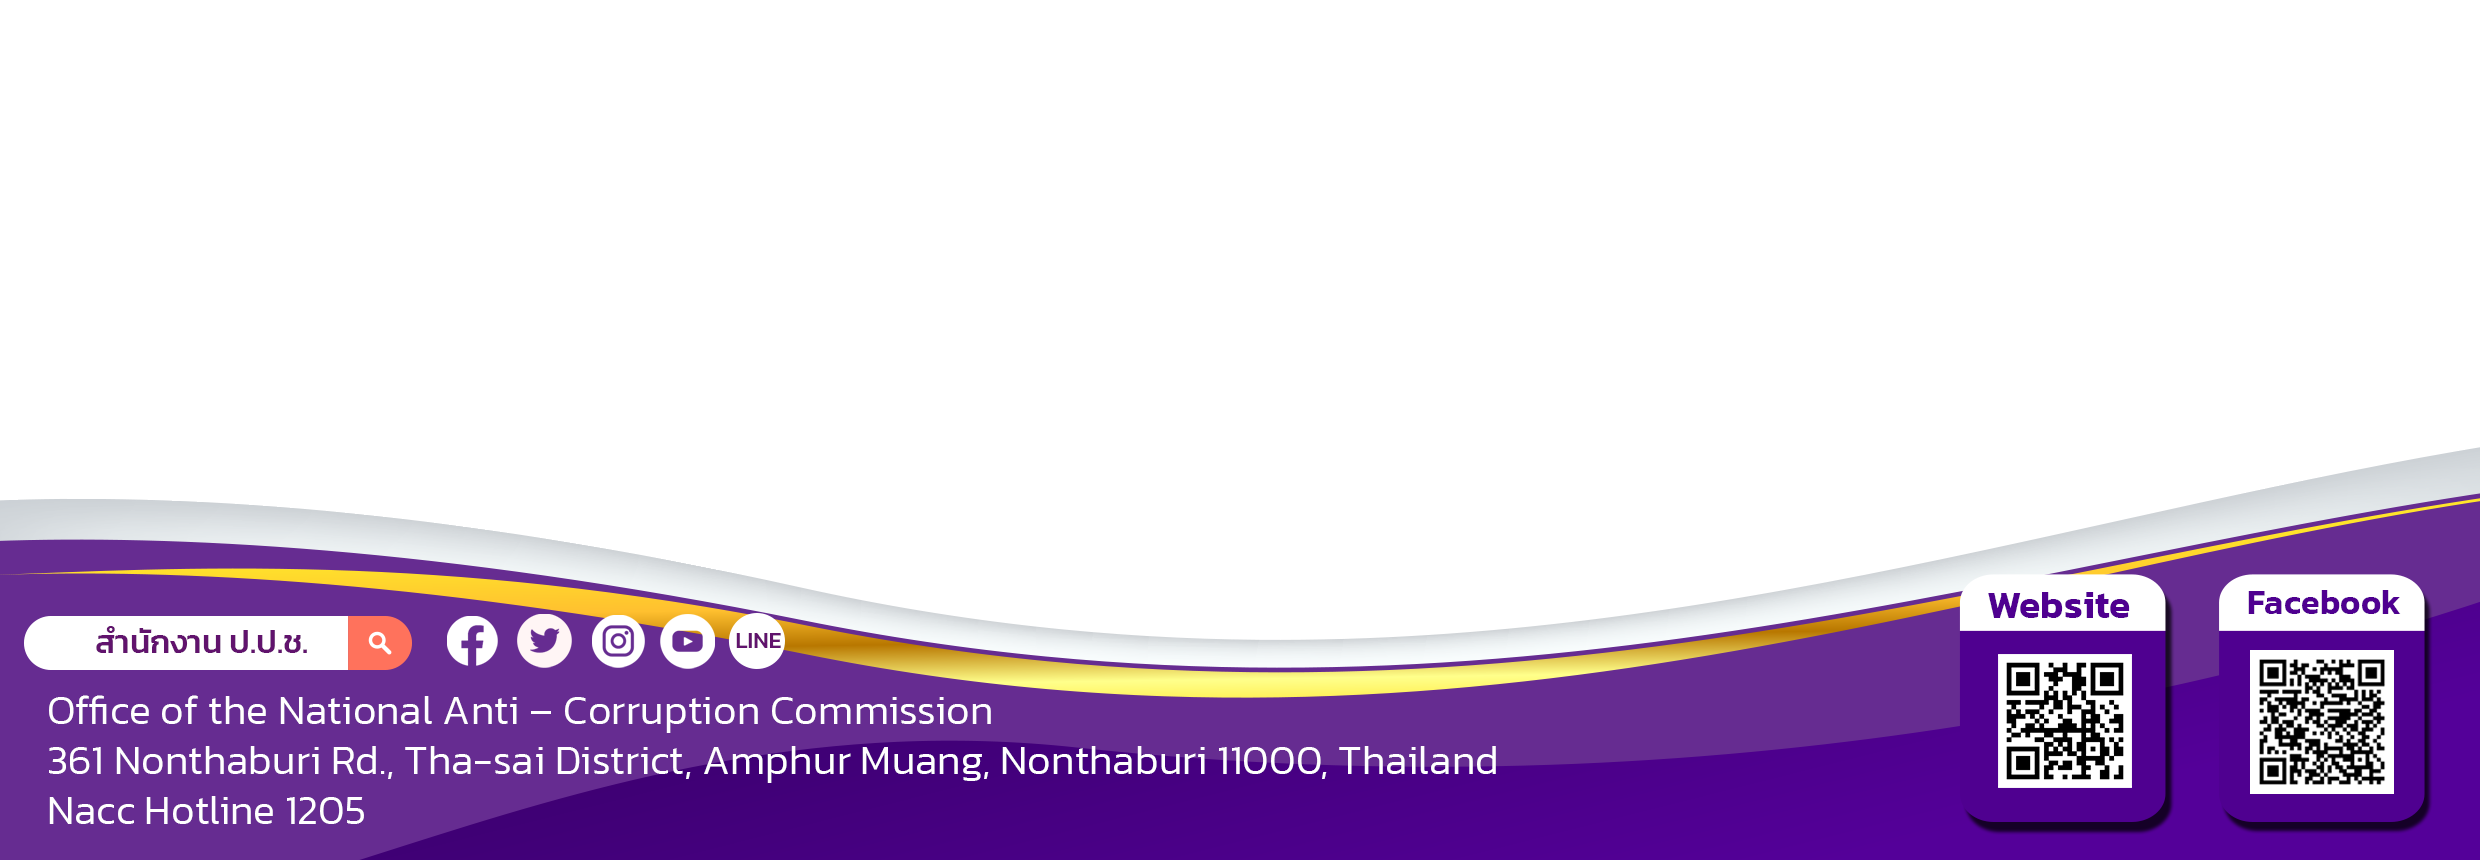 สำนักงาน ป.ป.ช.
LINE
Office of the National Anti – Corruption Commission
361 Nonthaburi Rd., Tha-sai District, Amphur Muang, Nonthaburi 11000, Thailand
Nacc Hotline 1205
Website
Facebook